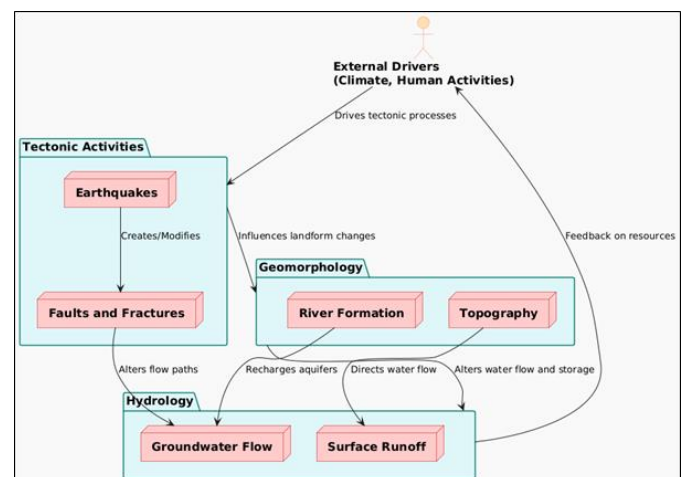 External Drivers
(Climate, Human Activities)
Drives tectonic processes
Tectonic Activities
Earthquakes
Creates/Modifies
Influences landform changes
Feedback on resources
Geomorphology
Faults and Fractures
River Formation
Topography
Alters flow paths
Recharges aquifers
Directs water flow
Alters water flow and storage
Hydrology
Groundwater Flow
Surface Runoff